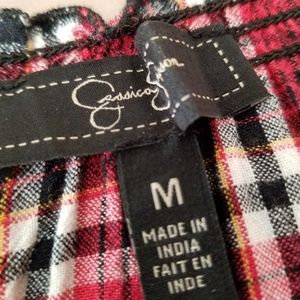 Jessica
M
MADE IN
INDIA
FAIT EN
INDE